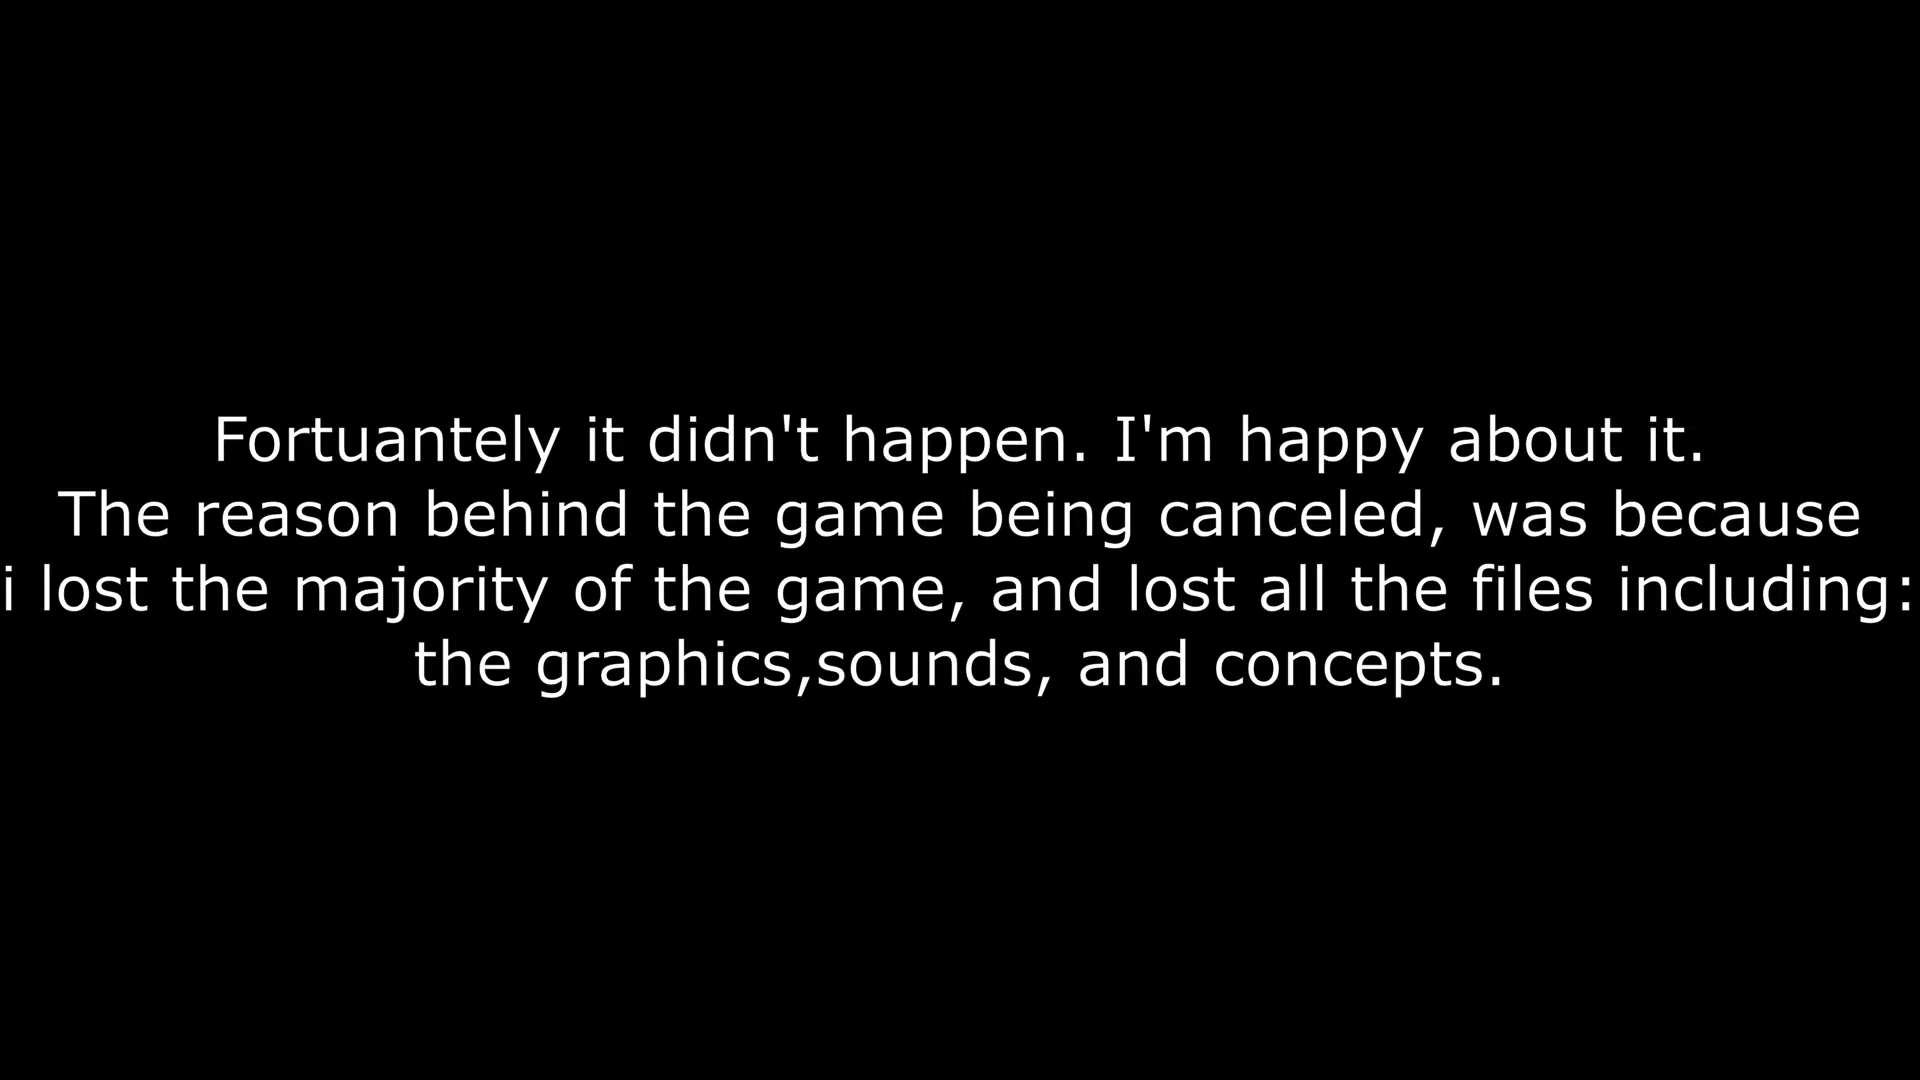 Fortuantely it didn't happen. I'm happy about it.
The reason behind the game being canceled, was because
i lost the majority of the game, and lost all the files including:
the graphics,sounds, and concepts.